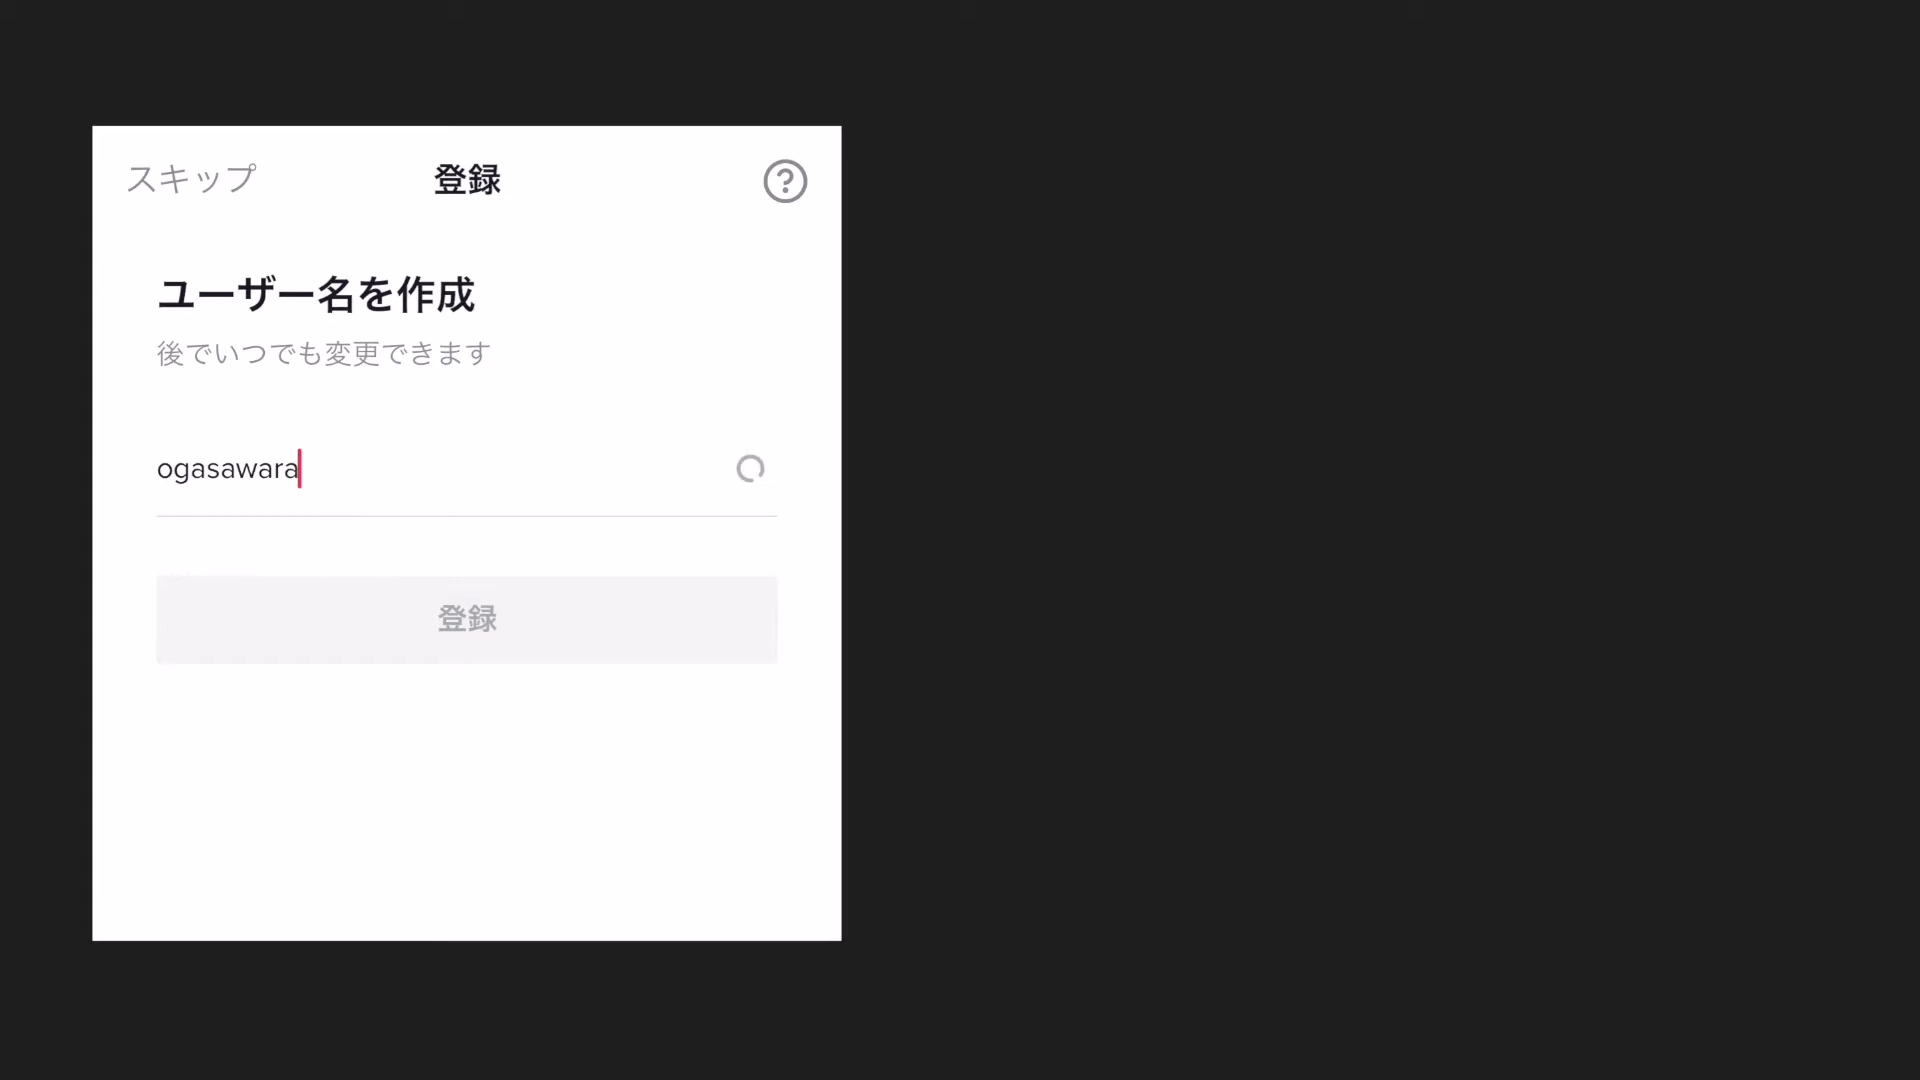 スキップ
登録
ユーザー名を作成
後でいつでも変更できます
ogasawara
登録